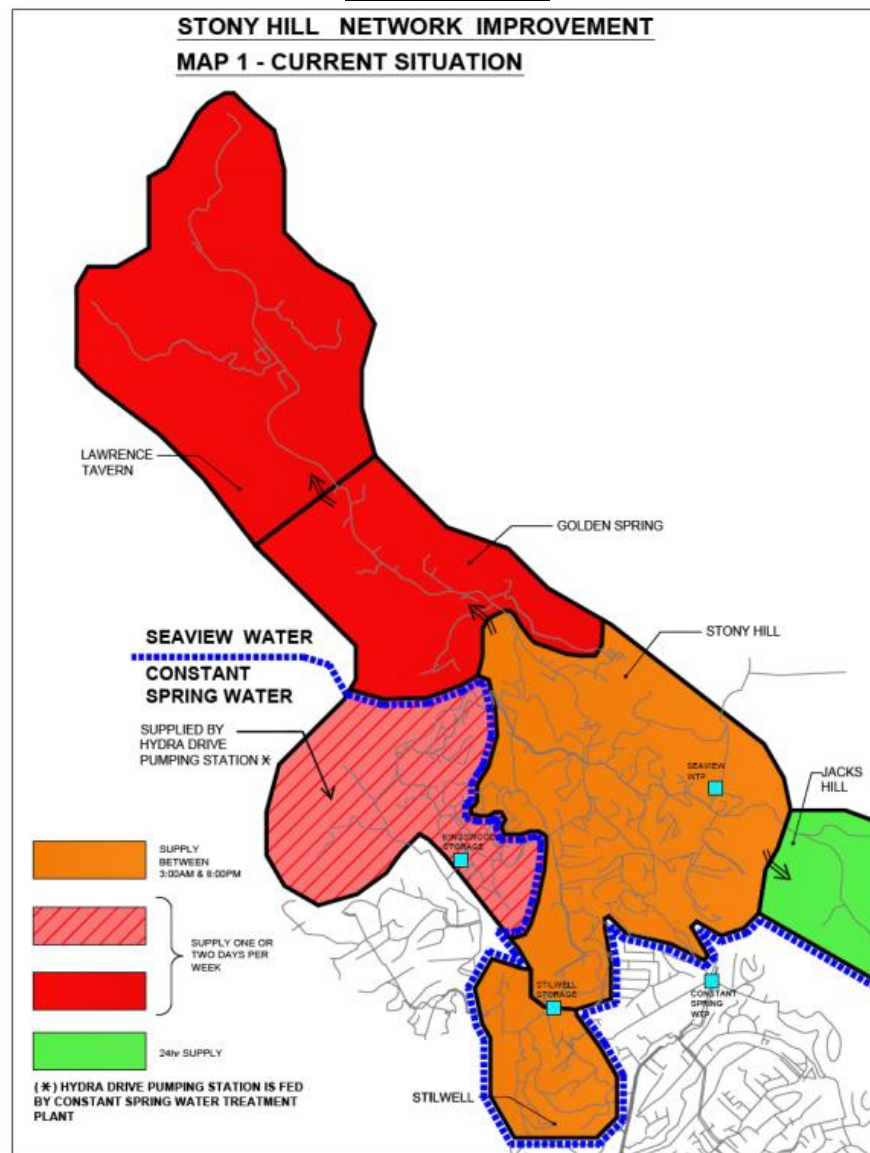 STONY HILL NETWORK IMPROVEMENT
MAP 1 - CURRENT SITUATION
LAWRENCE
TAVERN
GOLDEN SPRING
STONY HILL
SEAVIEW WATER
CONSTANT
SPRING WATER
SUPPLIED BY
HYDRA DRIVE
PUMPING STATION *
SEAVIEW
WTP
JACKS
HILL
KINGSWOOD
STORAGE
SUPPLY
BETWEEN
3:00AM & 8:00PM
SUPPLY ONE OR
TWO DAYS PER
WEEK
STILWELL
STORAGE
CONSTANT
SPRING
WTP
24hr SUPPLY
(*) HYDRA DRIVE PUMPING STATION IS FED
BY CONSTANT SPRING WATER TREATMENT
PLANT
STILWELL